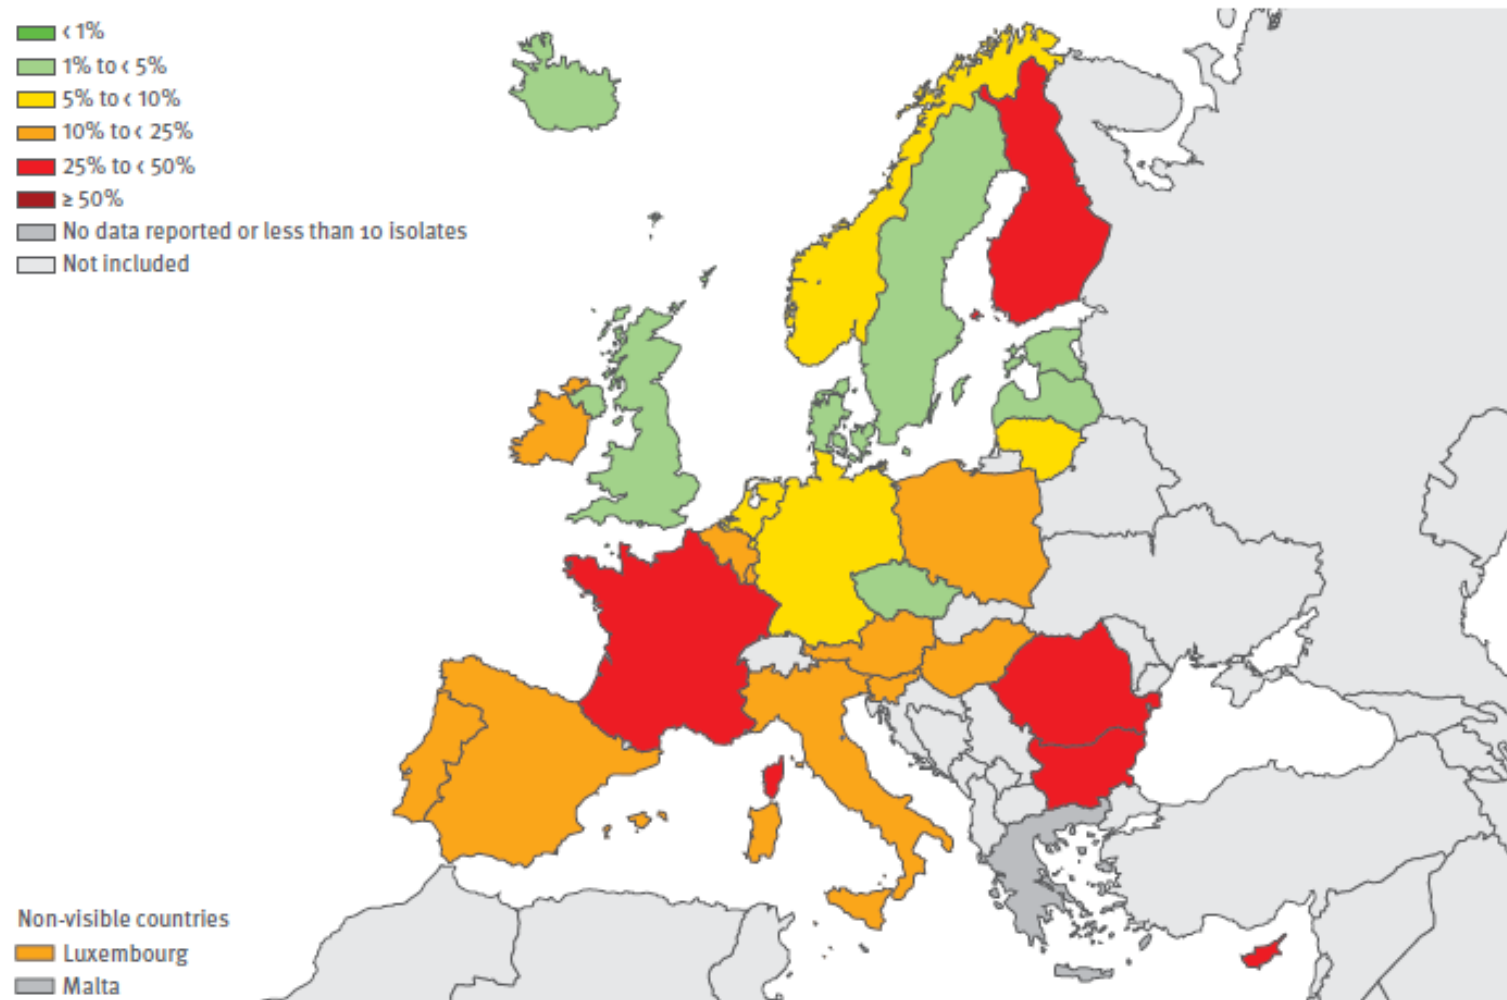 < 1%
1% to < 5%
5% to < 10%
10% to < 25%
25% to < 50%
≥ 50%
No data reported or less than 10 isolates
Not included
Non-visible countries
Luxembourg
Malta